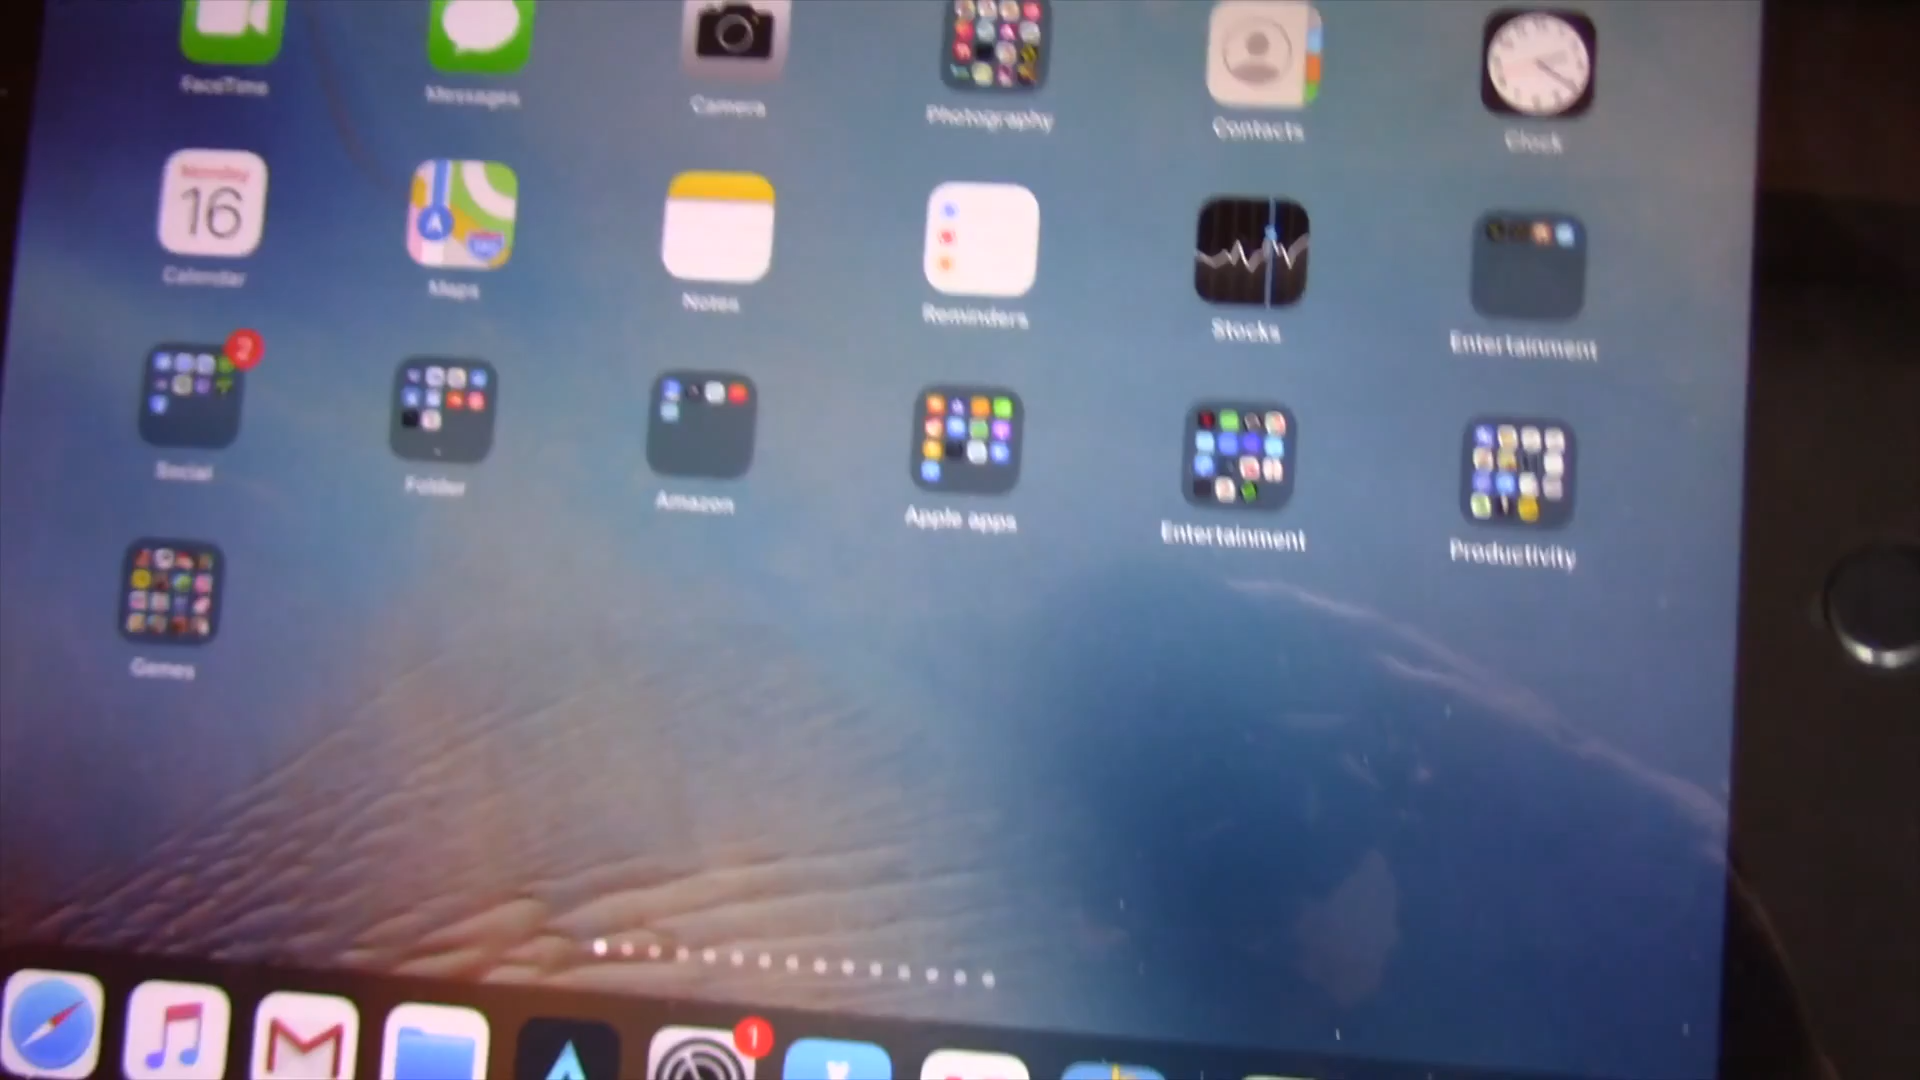 FaceTime
Messages
Camera
Photography
Contacts
Clock
Monday
16
Calendar
Maps
Notes
Reminders
Stocks
Entertainment
2
Social
Folder
Amazon
Apple apps
Entertainment
Productivity
Games
1